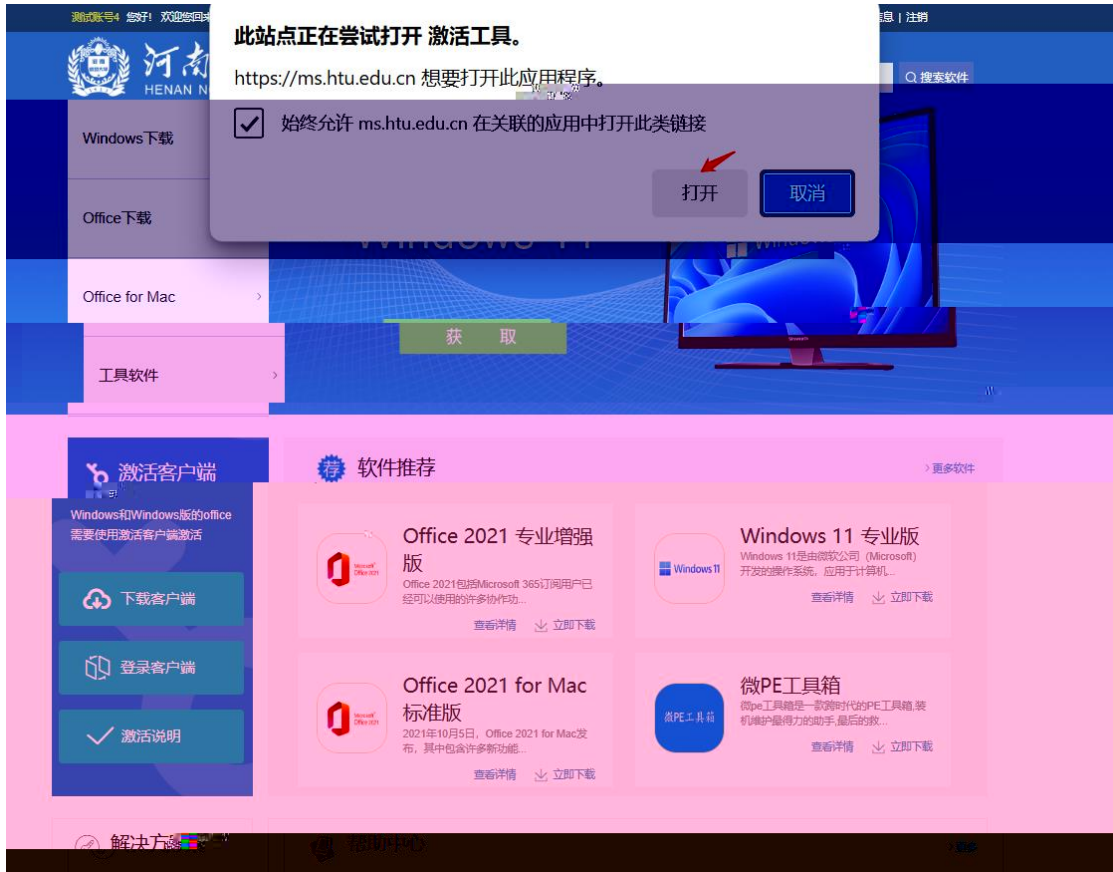 测试账号4 您好! 欢迎您回来
息 | 注销
此站点正在尝试打开 激活工具。
https://ms.htu.edu.cn 想要打开此应用程序。
始终允许 ms.htu.edu.cn 在关联的应用中打开此类链接
打开
取消
河南
HENAN N
搜索软件
Windows下载
Office下载
Office for Mac
工具软件
获 取
激活客户端
Windows和Windows版的office
需要使用激活客户端激活
下载客户端
登录客户端
激活说明
荐 软件推荐
更多软件
Office 2021 专业增强
版
Office 2021包括Microsoft 365订阅用户已
经可以使用的许多协作功...
查看详情 立即下载
Windows 11
Windows 11 专业版
Windows 11是由微软公司 (Microsoft)
开发的操作系统，应用于计算机...
查看详情 立即下载
Office 2021 for Mac
标准版
2021年10月5日，Office 2021 for Mac发
布，其中包含许多新功能...
查看详情 立即下载
微PE工具箱
微PE工具箱
微pe工具箱是一款跨时代的PE工具箱,装
机维护最得力的助手,最后的救...
查看详情 立即下载
解决方
帮助中心